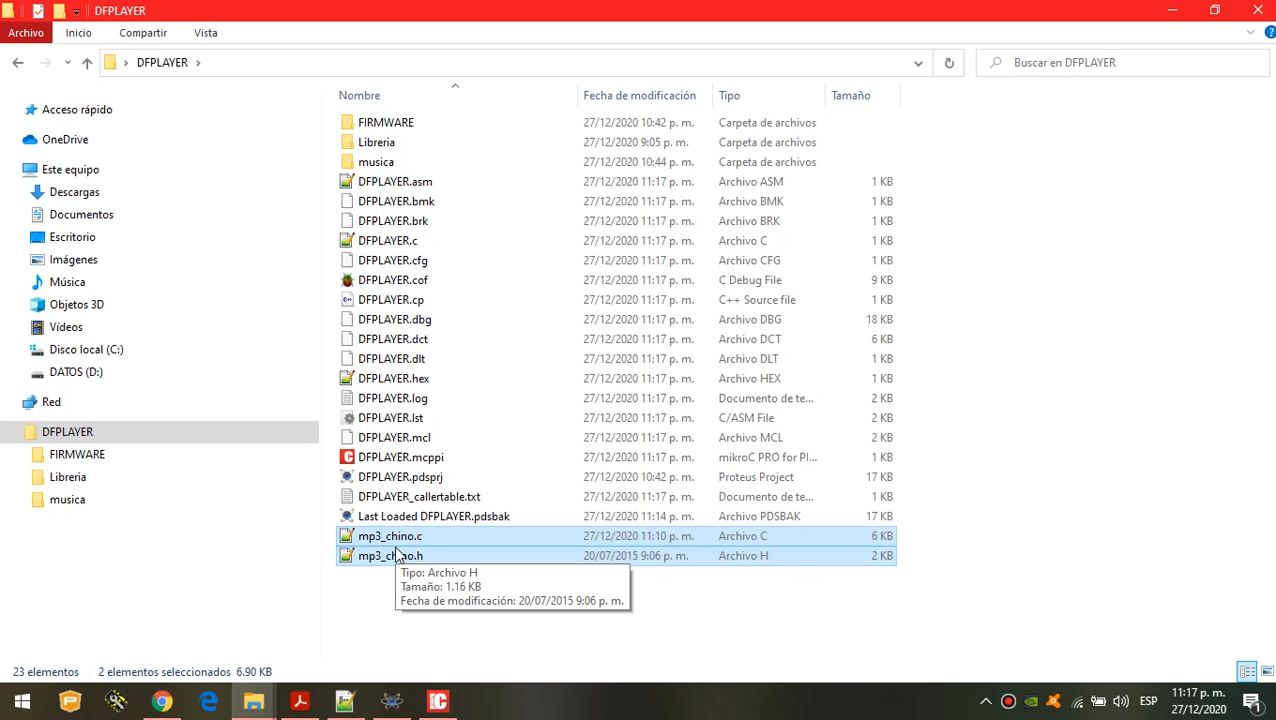 DFPLAYER
Archivo Inicio Compartir Vista
DFPLAYER
Buscar en DFPLAYER
Acceso rápido
OneDrive
Este equipo
Descargas
Documentos
Escritorio
Imágenes
Música
Objetos 3D
Vídeos
Disco local (C:)
DATOS (D:)
Red
DFPLAYER
FIRMWARE
Libreria
musica
Nombre Fecha de modificación Tipo Tamaño
FIRMWARE 27/12/2020 10:42 p. m. Carpeta de archivos
Libreria 27/12/2020 9:05 p. m. Carpeta de archivos
musica 27/12/2020 10:44 p. m. Carpeta de archivos
DFPLAYER.asm 27/12/2020 11:17 p. m. Archivo ASM 1 KB
DFPLAYER.bmk 27/12/2020 11:17 p. m. Archivo BMK 1 KB
DFPLAYER.brk 27/12/2020 11:17 p. m. Archivo BRK 1 KB
DFPLAYER.c 27/12/2020 11:17 p. m. Archivo C 1 KB
DFPLAYER.cfg 27/12/2020 11:17 p. m. Archivo CFG 1 KB
DFPLAYER.cof 27/12/2020 11:17 p. m. C Debug File 9 KB
DFPLAYER.cp 27/12/2020 11:17 p. m. C++ Source file 1 KB
DFPLAYER.dbg 27/12/2020 11:17 p. m. Archivo DBG 18 KB
DFPLAYER.dct 27/12/2020 11:17 p. m. Archivo DCT 6 KB
DFPLAYER.dlt 27/12/2020 11:17 p. m. Archivo DLT 1 KB
DFPLAYER.hex 27/12/2020 11:17 p. m. Archivo HEX 1 KB
DFPLAYER.log 27/12/2020 11:17 p. m. Documento de te... 2 KB
DFPLAYER.lst 27/12/2020 11:17 p. m. C/ASM File 2 KB
DFPLAYER.mcl 27/12/2020 11:17 p. m. Archivo MCL 2 KB
DFPLAYER.mcppi 27/12/2020 11:17 p. m. mikroC PRO for PI... 1 KB
DFPLAYER.pdsprj 27/12/2020 10:42 p. m. Proteus Project 17 KB
DFPLAYER_callertable.txt 27/12/2020 11:17 p. m. Documento de te... 1 KB
Last Loaded DFPLAYER.pdsbak 27/12/2020 11:14 p. m. Archivo PDSBAK 17 KB
mp3_chino.c 27/12/2020 11:10 p. m. Archivo C 6 KB
mp3_chino.h 20/07/2015 9:06 p. m. Archivo H 2 KB
Tipo: Archivo H
Tamaño: 1.16 KB
Fecha de modificación: 20/07/2015 9:06 p. m.
23 elementos 2 elementos seleccionados 6.90 KB
ESP
11:17 p. m.
27/12/2020
1